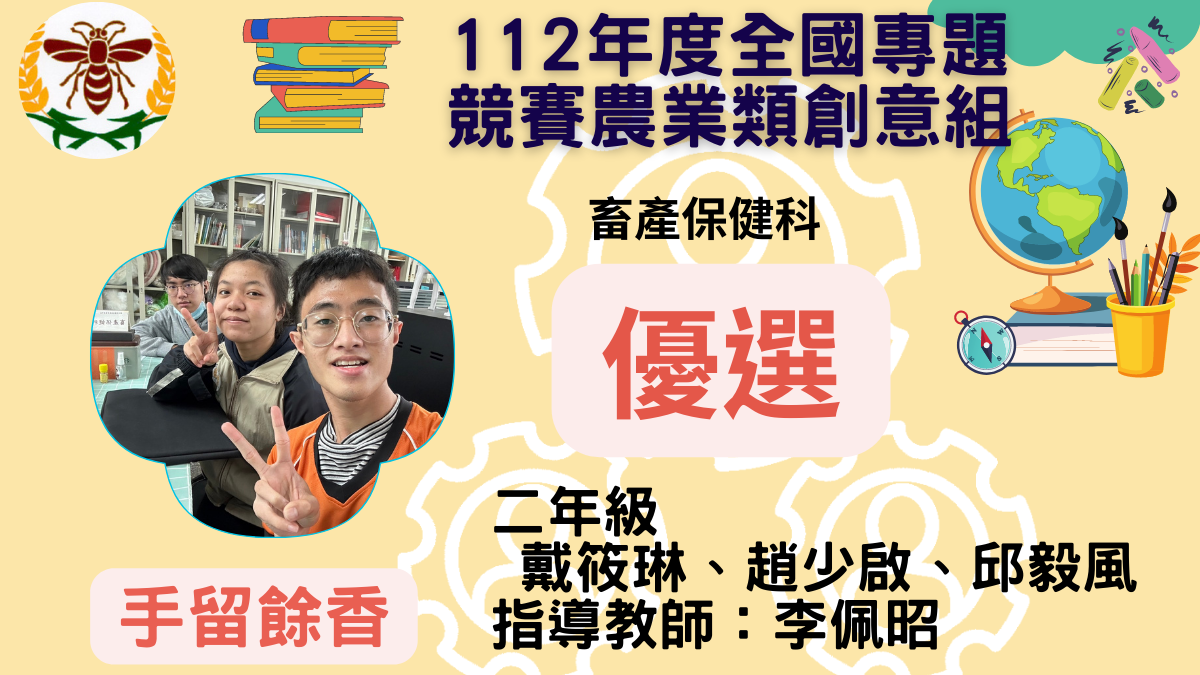 112年度全國專題
競賽農業類創意組
畜產保健科
優選
二年級
戴筱琳、趙少啟、邱毅風
指導教師：李佩昭
手留餘香